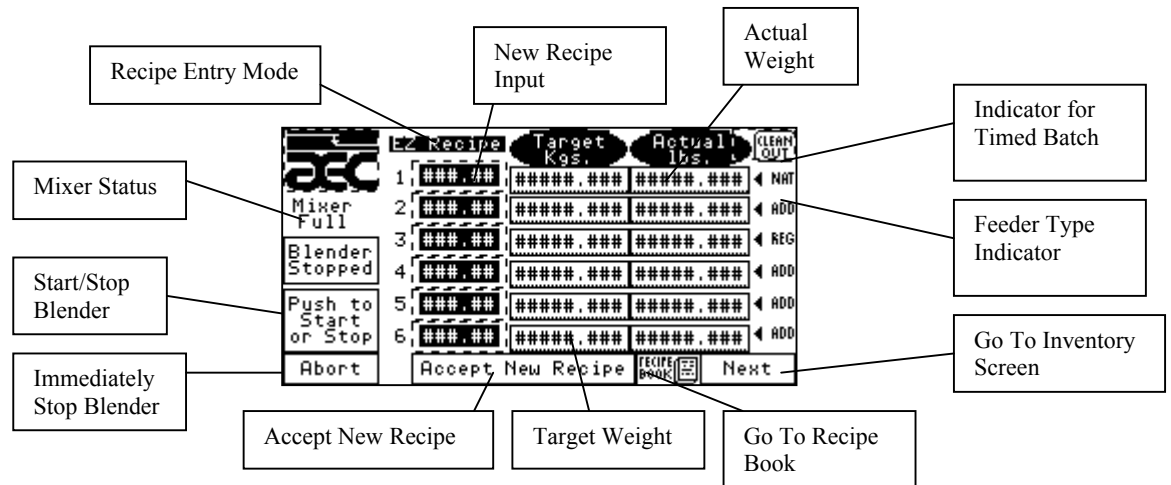 Actual
Weight
New Recipe
Input
Recipe Entry Mode
Indicator for
Timed Batch
Mixer Status
Feeder Type
Indicator
Start/Stop
Blender
Go To Inventory
Screen
Immediately
Stop Blender
Accept New Recipe
Target Weight
Go To Recipe
Book
AEC
EZ Recipe
Target
Kgs.
Actual
lbs.
CLEAN
OUT
1 ###.## #####.### #####.### NAT
Mixer
Full
2 ###.## #####.### #####.### ADD
3 ###.## #####.### #####.### REG
Blender
Stopped
4 ###.## #####.### #####.### ADD
Push to
Start
or Stop
5 ###.## #####.### #####.### ADD
6 ###.## #####.### #####.### ADD
Abort
Accept New Recipe
RECIPE
BOOK
Next